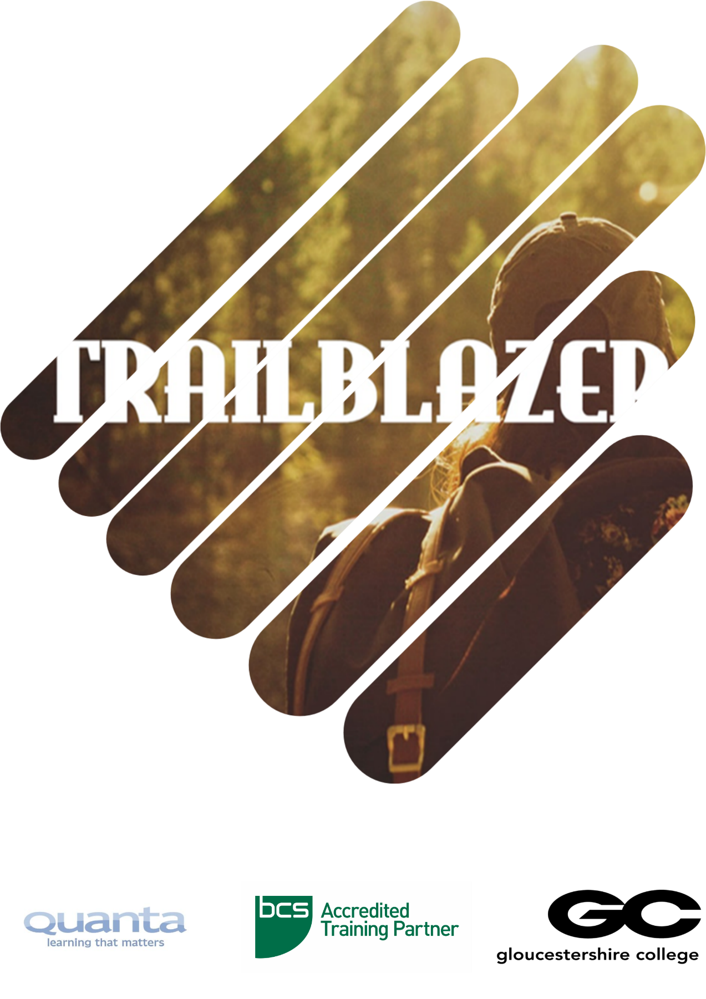 TRAILBLAZER
quanta
learning that matters
bcs
Accredited
Training Partner
GC
gloucestershire college